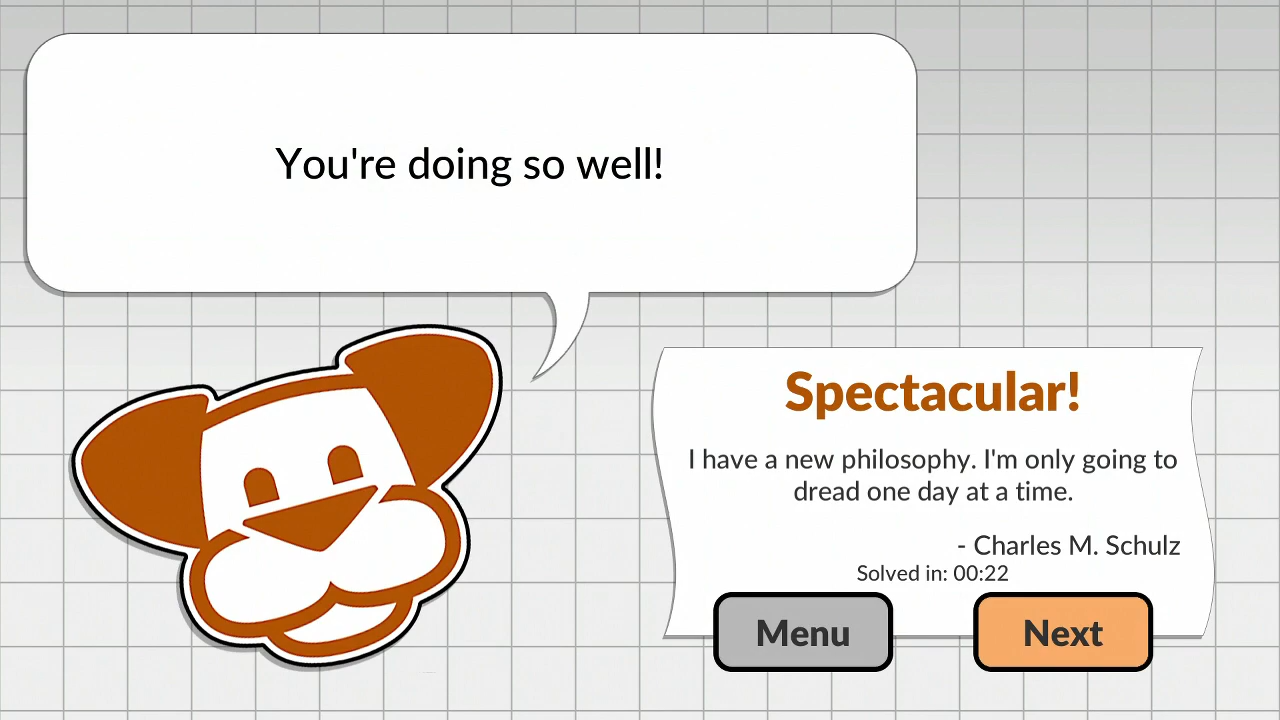 You're doing so well!
Spectacular!
I have a new philosophy. I'm only going to
dread one day at a time.
- Charles M. Schulz
Solved in: 00:22
Menu
Next